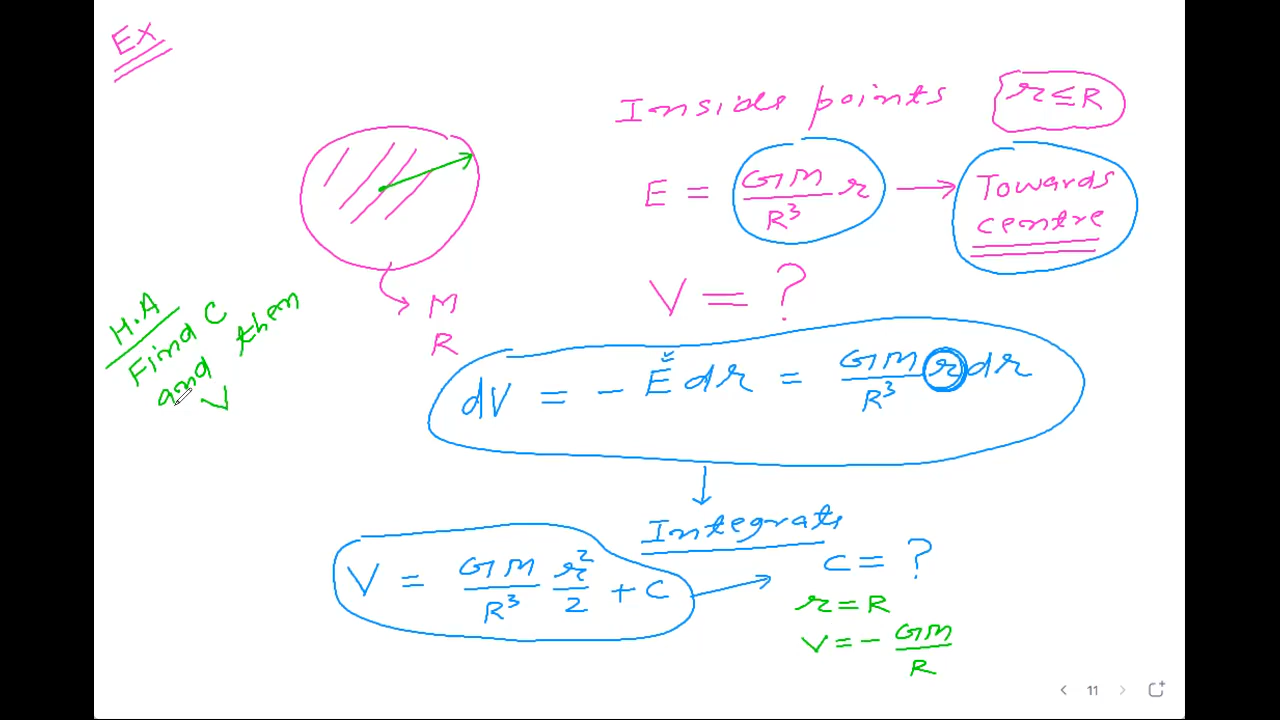 Ex
Inside points r ≤ R
E = GM/R³ r → Towards centre
M
R
V = ?
H.A
Find C
and then
V
dV = - E dr = GM/R³ r dr
Integrate
V = GM/R³ r²/2 + C
C = ?
r = R
V = - GM/R
< 11 >